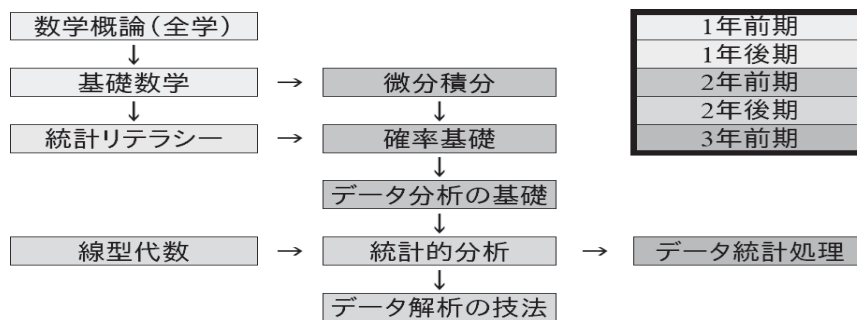 数学概論（全学）
1年前期
↓
1年後期
基礎数学 → 微分積分
2年前期
↓ ↓
2年後期
統計リテラシー → 確率基礎
3年前期
↓
データ分析の基礎
↓
線型代数 → 統計的分析 → データ統計処理
↓
データ解析の技法